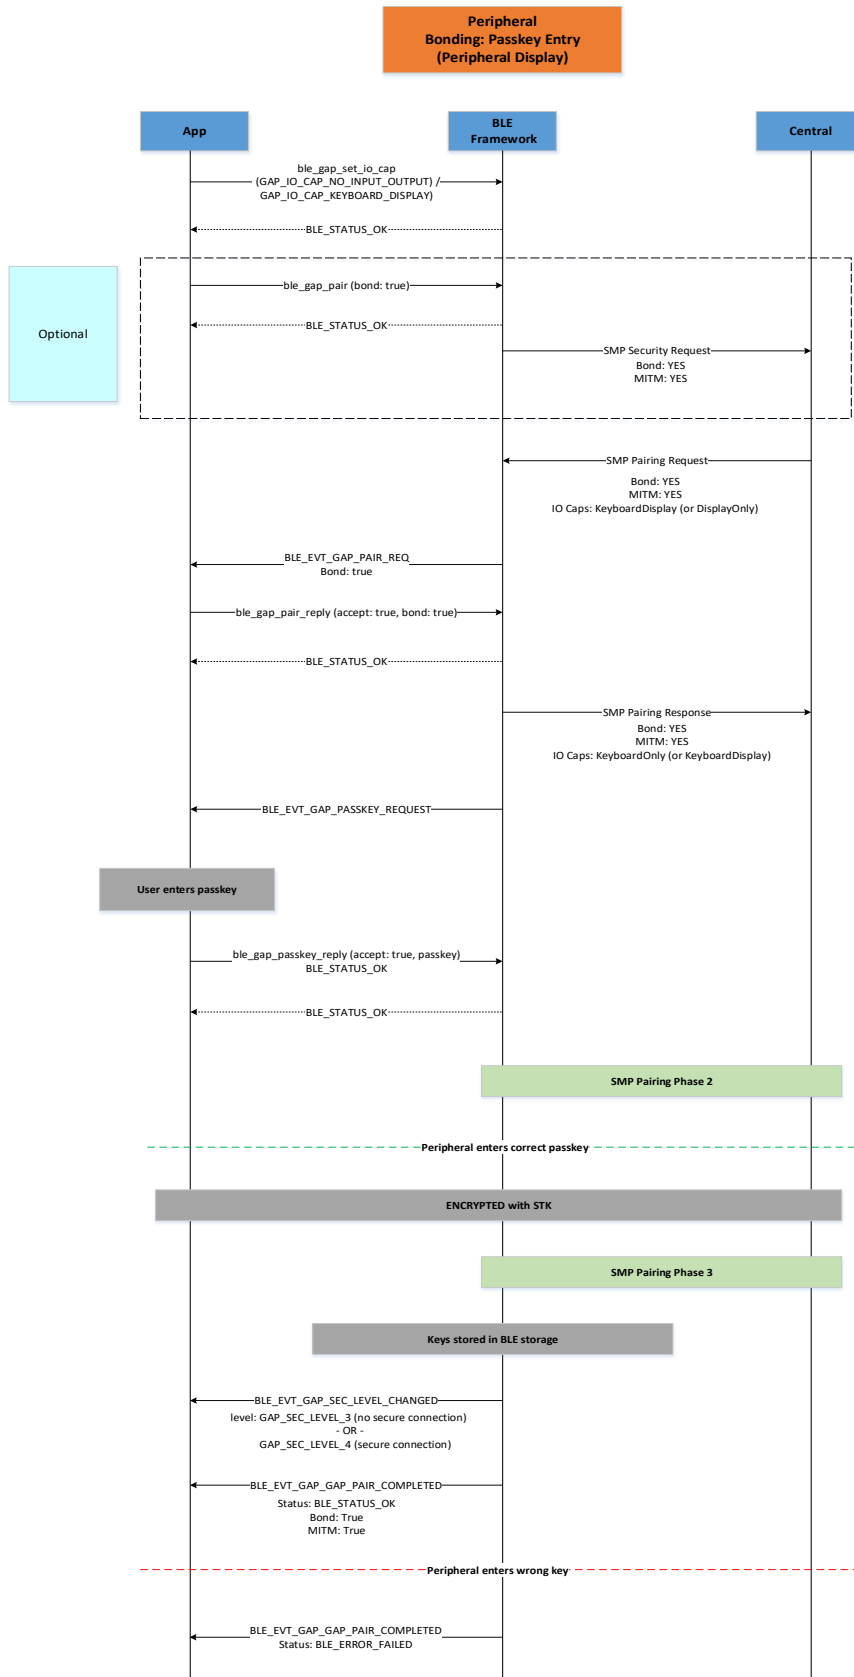 Peripheral
Bonding: Passkey Entry
(Peripheral Display)
App
BLE
Framework
Central
ble_gap_set_io_cap
(GAP_IO_CAP_NO_INPUT_OUTPUT) /
GAP_IO_CAP_KEYBOARD_DISPLAY)
BLE_STATUS_OK
Optional
ble_gap_pair (bond: true)
BLE_STATUS_OK
SMP Security Request
Bond: YES
MITM: YES
SMP Pairing Request
Bond: YES
MITM: YES
IO Caps: KeyboardDisplay (or DisplayOnly)
BLE_EVT_GAP_PAIR_REQ
Bond: true
ble_gap_pair_reply (accept: true, bond: true)
BLE_STATUS_OK
SMP Pairing Response
Bond: YES
MITM: YES
IO Caps: KeyboardOnly (or KeyboardDisplay)
BLE_EVT_GAP_PASSKEY_REQUEST
User enters passkey
ble_gap_passkey_reply (accept: true, passkey)
BLE_STATUS_OK
BLE_STATUS_OK
SMP Pairing Phase 2
Peripheral enters correct passkey
ENCRYPTED with STK
SMP Pairing Phase 3
Keys stored in BLE storage
BLE_EVT_GAP_SEC_LEVEL_CHANGED
level: GAP_SEC_LEVEL_3 (no secure connection)
- OR -
GAP_SEC_LEVEL_4 (secure connection)
BLE_EVT_GAP_GAP_PAIR_COMPLETED
Status: BLE_STATUS_OK
Bond: True
MITM: True
Peripheral enters wrong key
BLE_EVT_GAP_GAP_PAIR_COMPLETED
Status: BLE_ERROR_FAILED